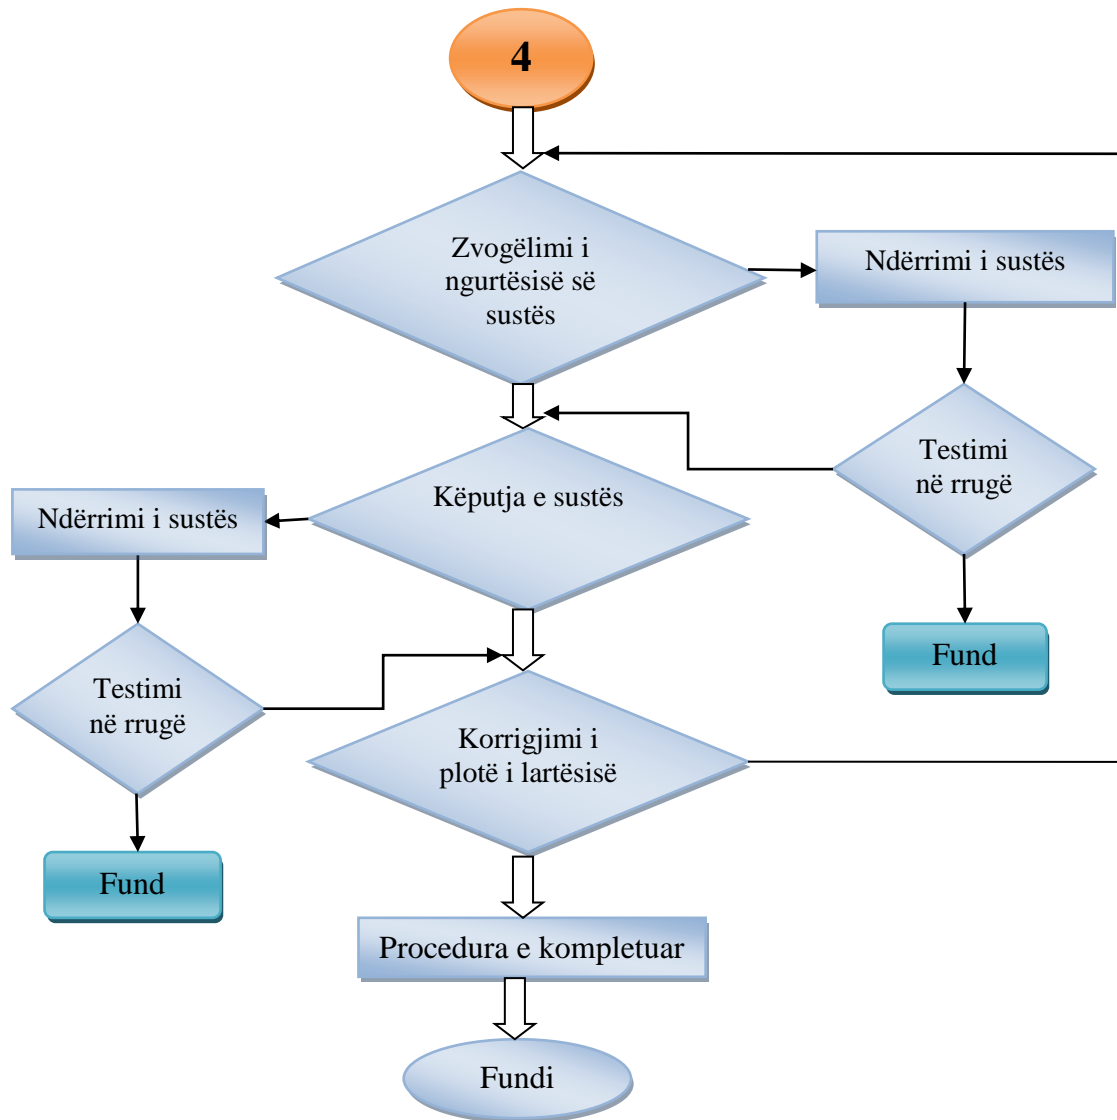 4
Zvogëlimi i
ngurtësisë së
sustës
Ndërrimi i sustës
Testimi
në rrugë
Këputja e sustës
Ndërrimi i sustës
Fund
Testimi
në rrugë
Korrigjimi i
plotë i lartësisë
Fund
Procedura e kompletuar
Fundi